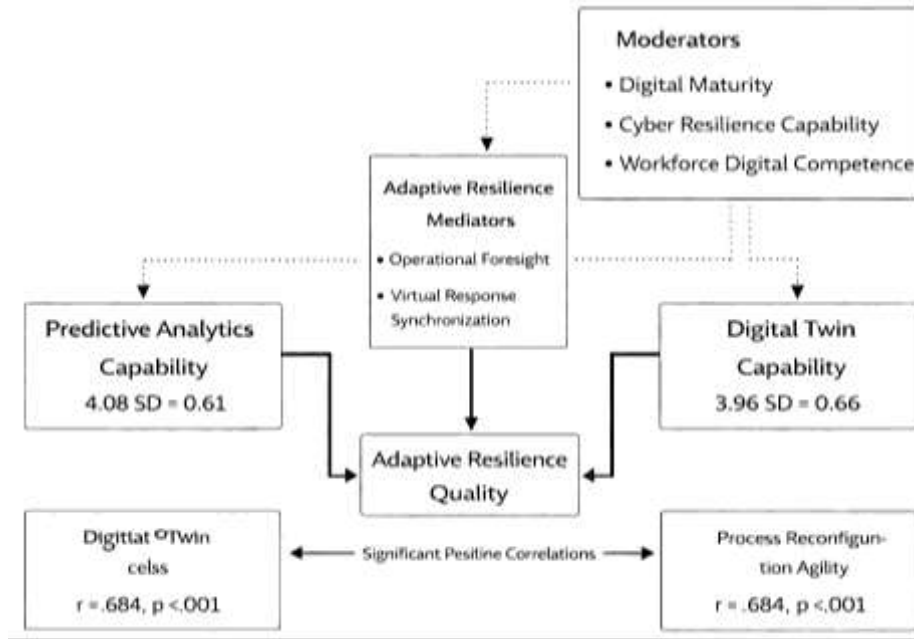 Moderators
• Digital Maturity
• Cyber Resilience Capability
• Workforce Digital Competence
Adaptive Resilience
Mediators
• Operational Foresight
• Virtual Response
Synchronization
Predictive Analytics
Capability
4.08 SD = 0.61
Digital Twin
Capability
3.96 SD = 0.66
Adaptive Resilience
Quality
Digittat ᴼTwin
celss
r = .684, p <.001
Significant Pesitine Correlations
Process Reconfigun-
tion Agility
r = .684, p <.001